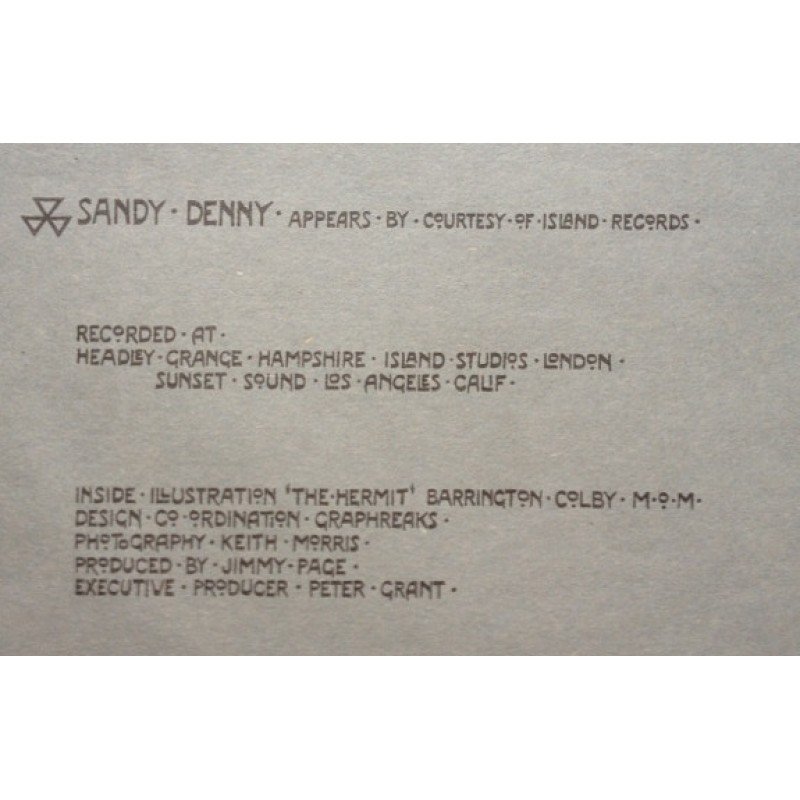 SANDY · DENNY · APPEARS · BY · COURTESY · OF · ISLAND · RECORDS ·
RECORDED · AT ·
HEADLEY · GRANGE · HAMPSHIRE · ISLAND · STUDIOS · LONDON ·
SUNSET · SOUND · LOS · ANGELES · CALIF ·
INSIDE · ILLUSTRATION 'THE · HERMIT' BARRINGTON · COLBY · M · O · M ·
DESIGN · CO-ORDINATION · GRAPHREAKS ·
PHOTOGRAPHY · KEITH · MORRIS ·
PRODUCED · BY · JIMMY · PAGE ·
EXECUTIVE · PRODUCER · PETER · GRANT ·